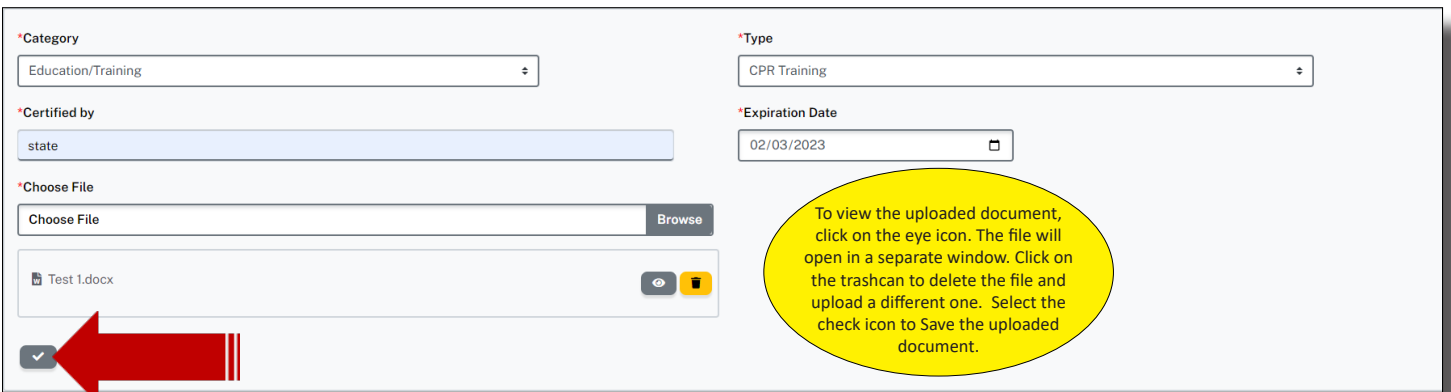 *Category
*Type
Education/Training
CPR Training
*Certified by
*Expiration Date
state
02/03/2023
*Choose File
Choose File
Browse
Test 1.docx
To view the uploaded document,
click on the eye icon. The file will
open in a separate window. Click on
the trashcan to delete the file and
upload a different one.  Select the
check icon to Save the uploaded
document.